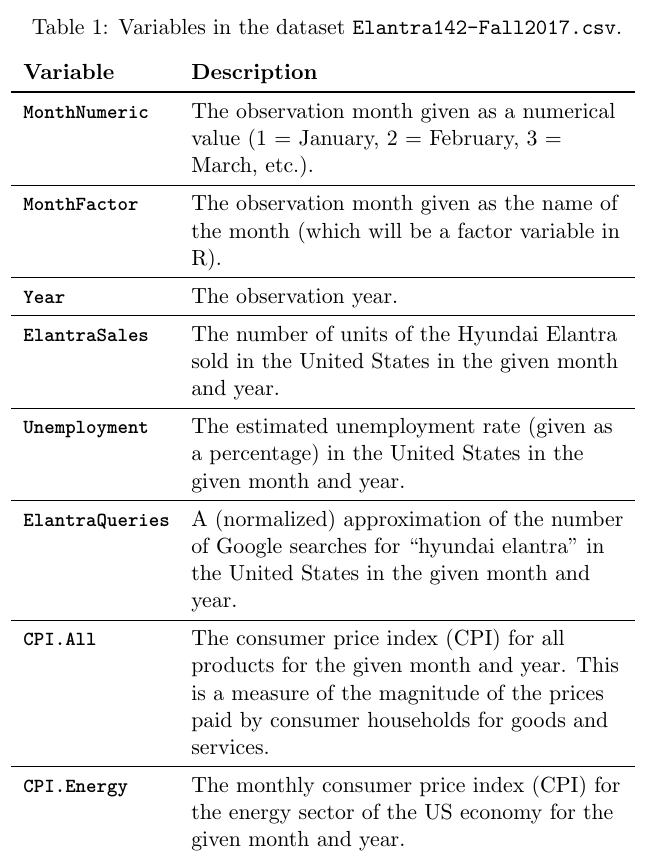 Table 1: Variables in the dataset Elantra142-Fall2017.csv.
Variable Description
MonthNumeric The observation month given as a numerical
value (1 = January, 2 = February, 3 =
March, etc.).
MonthFactor The observation month given as the name of
the month (which will be a factor variable in
R).
Year The observation year.
ElantraSales The number of units of the Hyundai Elantra
sold in the United States in the given month
and year.
Unemployment The estimated unemployment rate (given as
a percentage) in the United States in the
given month and year.
ElantraQueries A (normalized) approximation of the number
of Google searches for “hyundai elantra” in
the United States in the given month and
year.
CPI.All The consumer price index (CPI) for all
products for the given month and year. This
is a measure of the magnitude of the prices
paid by consumer households for goods and
services.
CPI.Energy The monthly consumer price index (CPI) for
the energy sector of the US economy for the
given month and year.